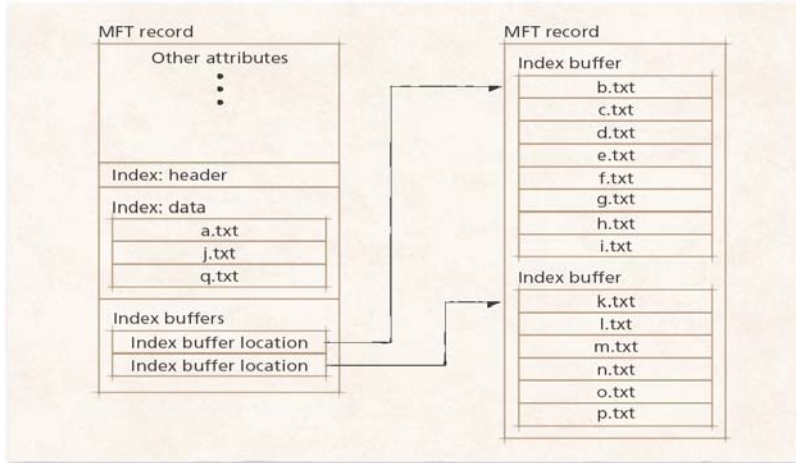 MFT record
Other attributes
Index: header
Index: data
a.txt
j.txt
q.txt
Index buffers
Index buffer location
Index buffer location
MFT record
Index buffer
b.txt
c.txt
d.txt
e.txt
f.txt
g.txt
h.txt
i.txt
Index buffer
k.txt
l.txt
m.txt
n.txt
o.txt
p.txt